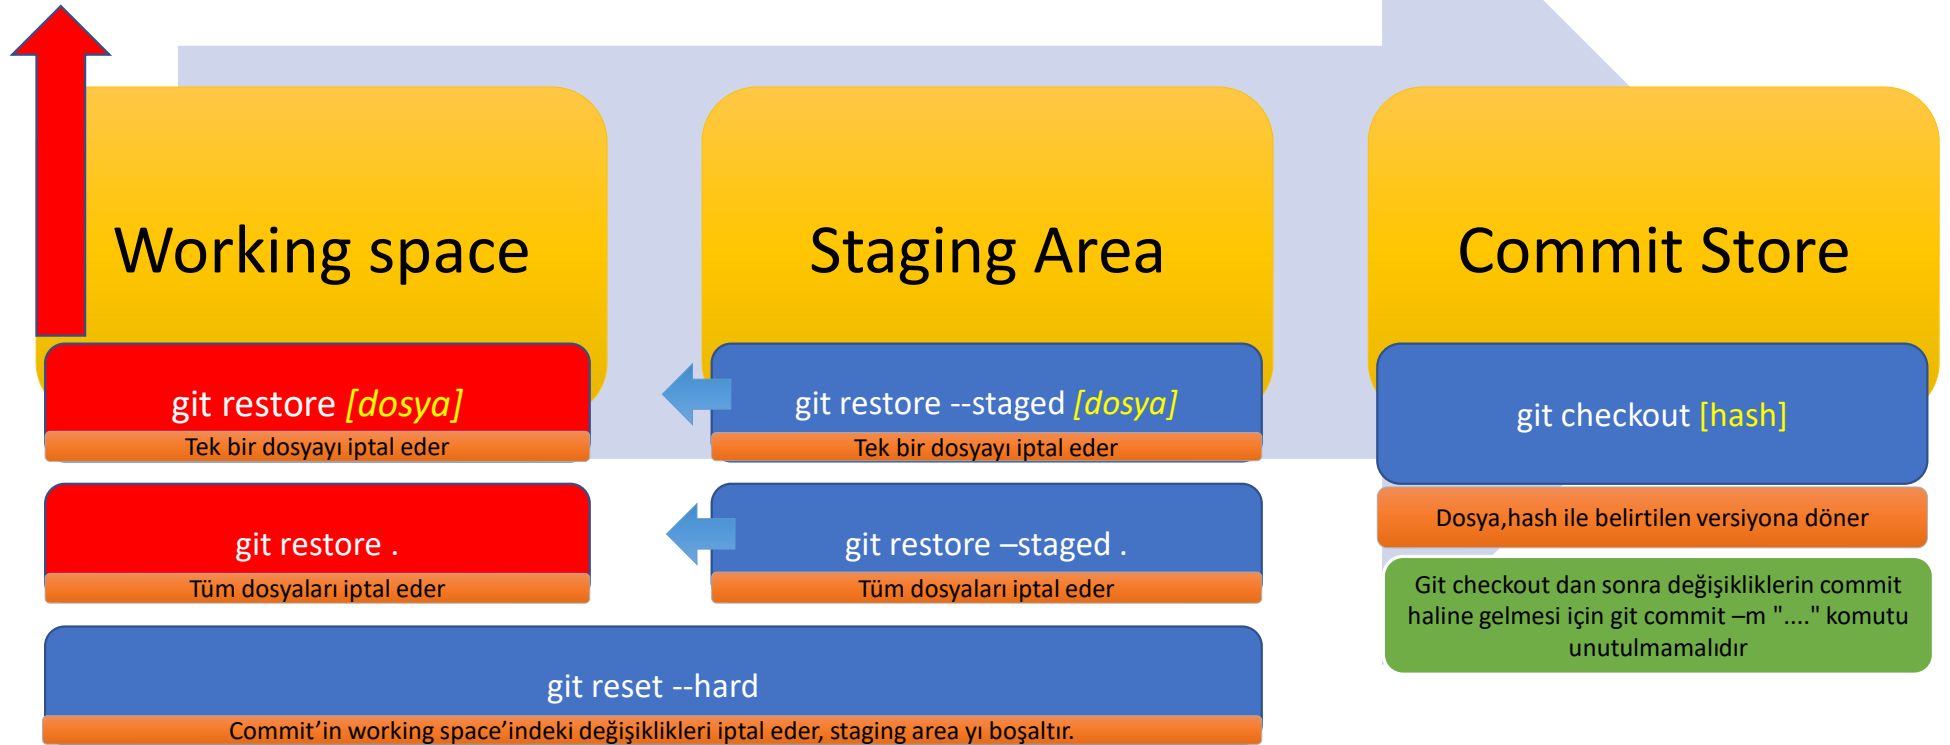 Working space
Staging Area
Commit Store
git restore [dosya]
Tek bir dosyayı iptal eder
git restore --staged [dosya]
Tek bir dosyayı iptal eder
git checkout [hash]
Dosya,hash ile belirtilen versiyona döner
git restore .
Tüm dosyaları iptal eder
git restore –staged .
Tüm dosyaları iptal eder
Git checkout dan sonra değişikliklerin commit
haline gelmesi için git commit –m "...." komutu
unutulmamalıdır
git reset --hard
Commit’in working space’indeki değişiklikleri iptal eder, staging area yı boşaltır.